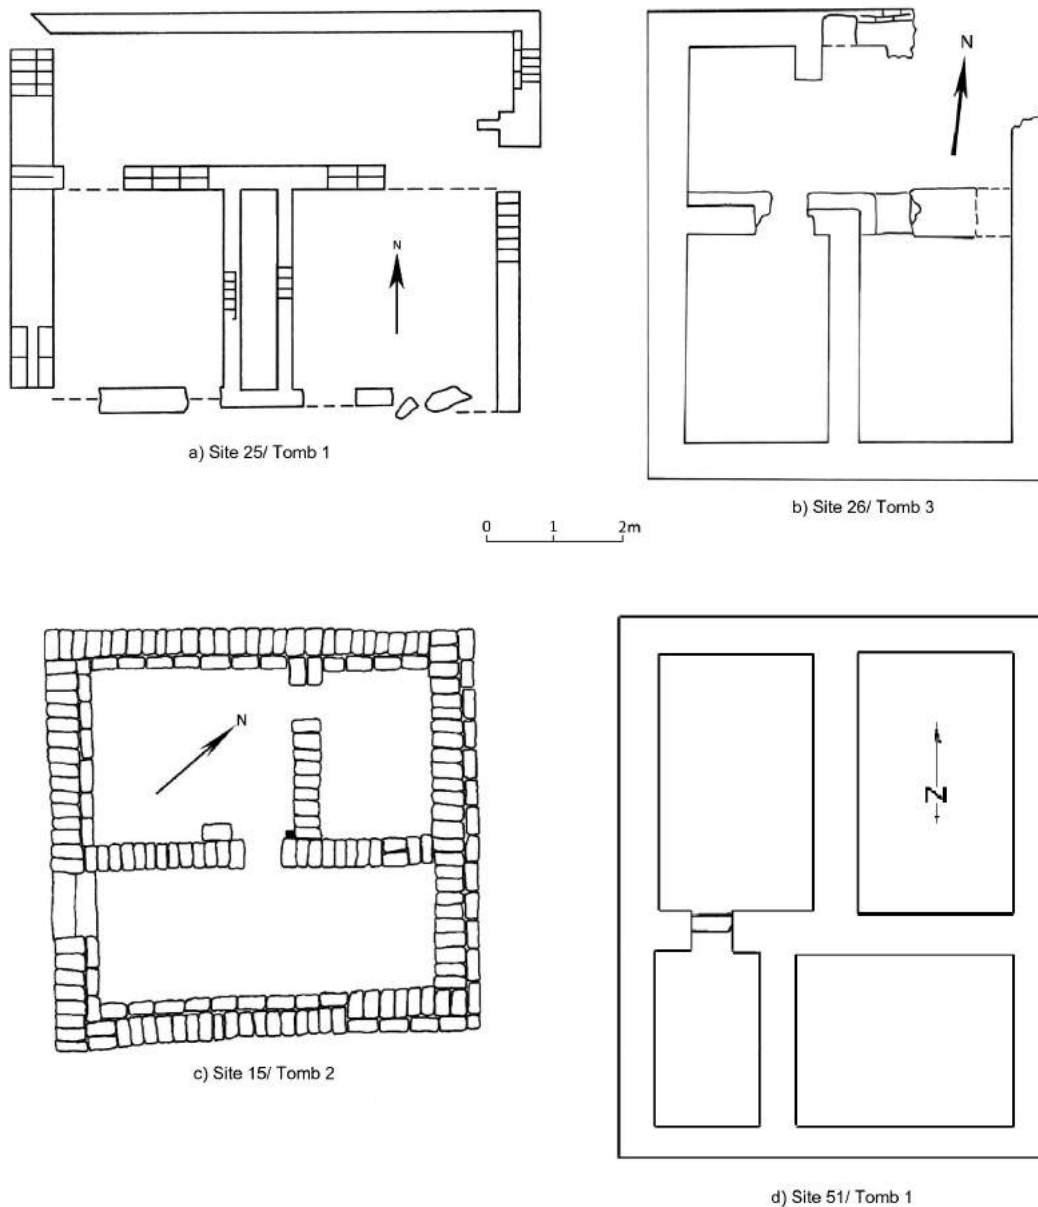 N
N
a) Site 25/ Tomb 1
b) Site 26/ Tomb 3
0 1 2m
N
c) Site 15/ Tomb 2
N
d) Site 51/ Tomb 1